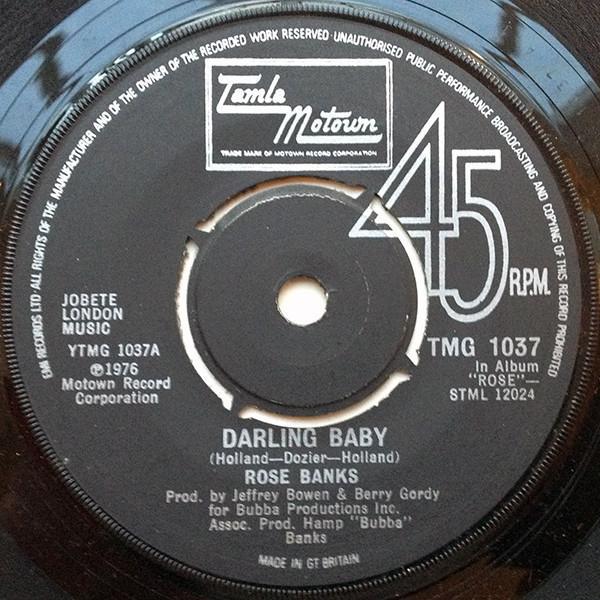 EMI RECORDS LTD· ALL RIGHTS OF THE MANUFACTURER AND OF THE OWNER OF THE RECORDED WORK RESERVED·UNAUTHORISED PUBLIC PERFORMANCE BROADCASTING AND COPYING OF THIS RECORD PROHIBITED
Tamla
Motown
TRADE MARK OF MOTOWN RECORD CORPORATION
45
R.P.M.
JOBETE
LONDON
MUSIC
YTMG 1037A
℗1976
Motown Record
Corporation
TMG 1037
In Album
"ROSE"—
STML 12024
DARLING BABY
(Holland—Dozier—Holland)
ROSE BANKS
Prod. by Jeffrey Bowen & Berry Gordy
for Bubba Productions Inc.
Assoc. Prod. Hamp "Bubba"
Banks
MADE IN GT BRITAIN